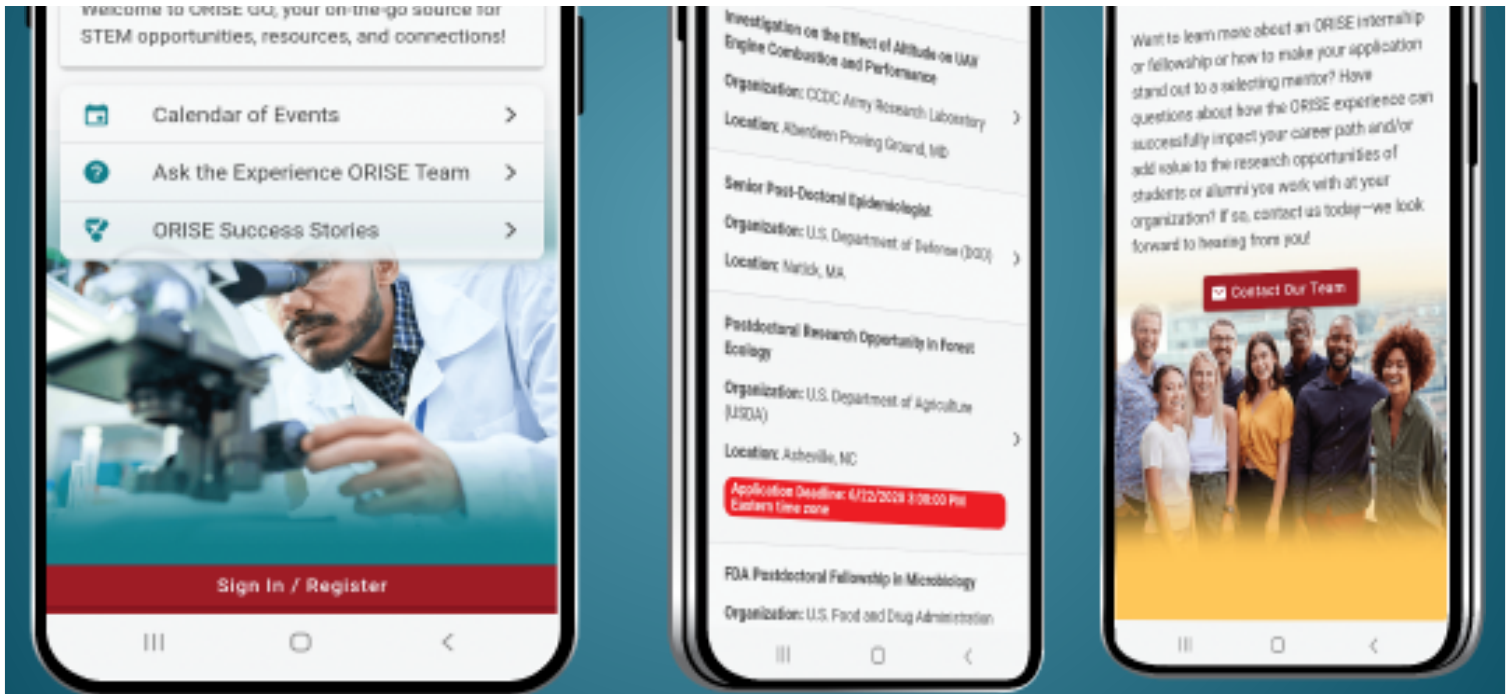 Welcome to ORISE GO, your on-the-go source for
STEM opportunities, resources, and connections!
Calendar of Events
Ask the Experience ORISE Team
ORISE Success Stories
Sign In / Register
Investigation on the Effect of Altitude on UAV
Engine Combustion and Performance
Organization: CCDC Army Research Laboratory
Location: Aberdeen Proving Ground, MD
Senior Post-Doctoral Epidemiologist
Organization: U.S. Department of Defense (DOD)
Location: Natick, MA
Postdoctoral Research Opportunity in Forest
Ecology
Organization: U.S. Department of Agriculture
(USDA)
Location: Asheville, NC
Application Deadline: 6/22/2020 3:00:00 PM
Eastern time zone
FDA Postdoctoral Fellowship in Microbiology
Organization: U.S. Food and Drug Administration
Want to learn more about an ORISE internship
or fellowship or how to make your application
stand out to a selecting mentor? Have
questions about how the ORISE experience can
successfully impact your career path and/or
add value to the research opportunities of
students or alumni you work with at your
organization? If so, contact us today—we look
forward to hearing from you!
Contact Our Team